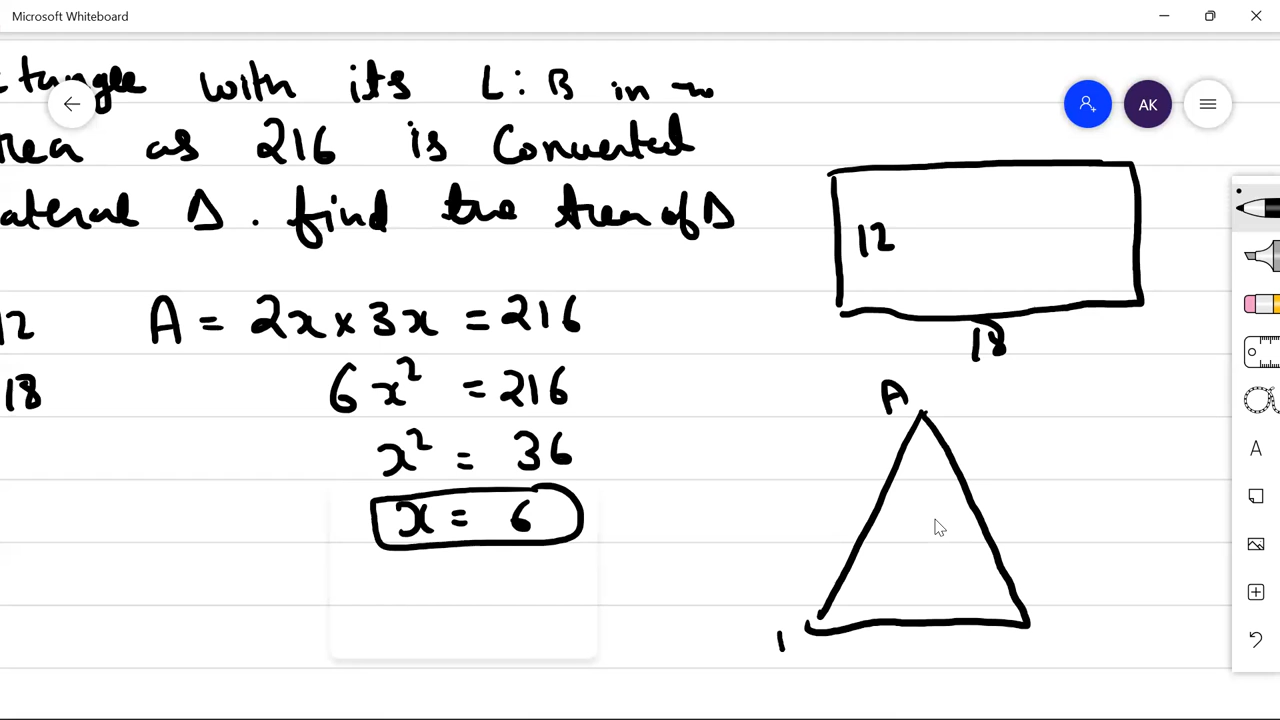 Microsoft Whiteboard
ctangle with its L:B in
rea as 216 is Converted
ateral Δ. find the Area of Δ
AK
12
18
12 A = 2x×3x = 216
18 6x² = 216
x² = 36
x = 6
A